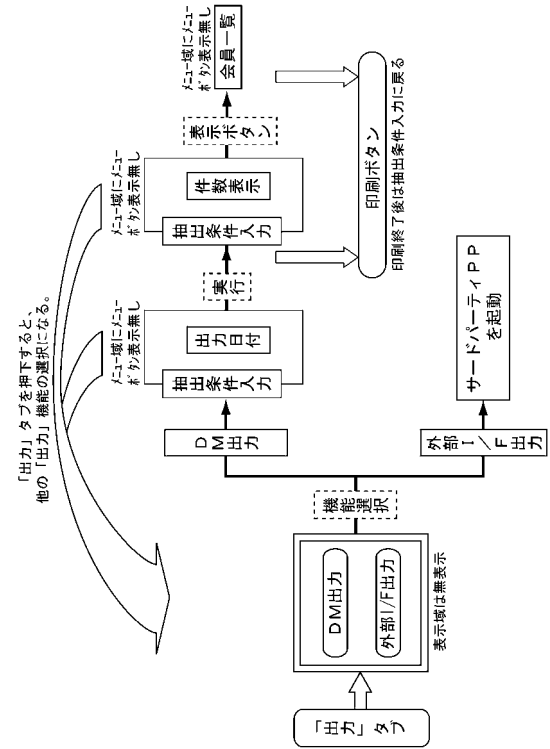 「出力」タブを押下すると、
他の「出力」機能の選択になる。
「出力」タブ
DM出力
外部I/F出力
表示域は無表示
機能選択
DM出力
外部I/F出力
サードパーティPP
を起動
メニュー域にメニュー
ボタン表示無し
抽出条件入力
出力日付
実行
メニュー域にメニュー
ボタン表示無し
抽出条件入力
件数表示
表示ボタン
メニュー域にメニュー
ボタン表示無し
会員一覧
印刷ボタン
印刷終了後は抽出条件入力に戻る